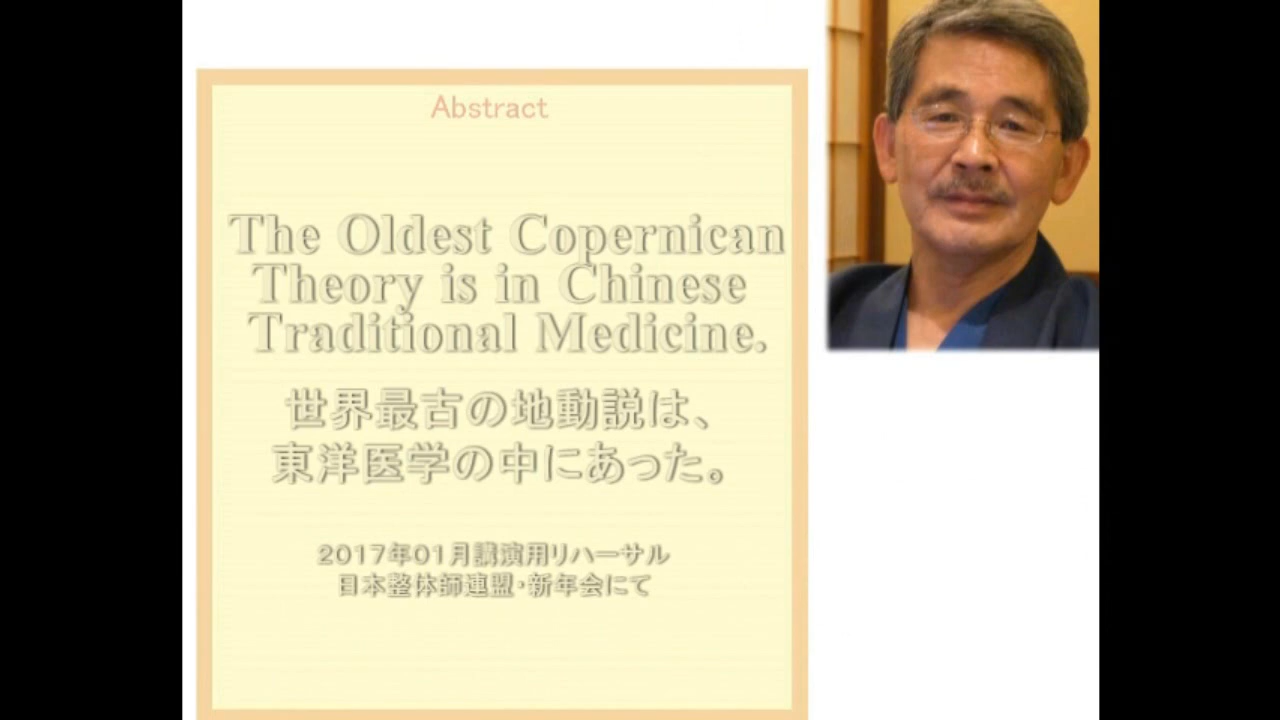 Abstract
The Oldest Copernican
Theory is in Chinese
Traditional Medicine.
世界最古の地動説は、
東洋医学の中にあった。
2017年01月講演用リハーサル
日本整体師連盟・新年会にて